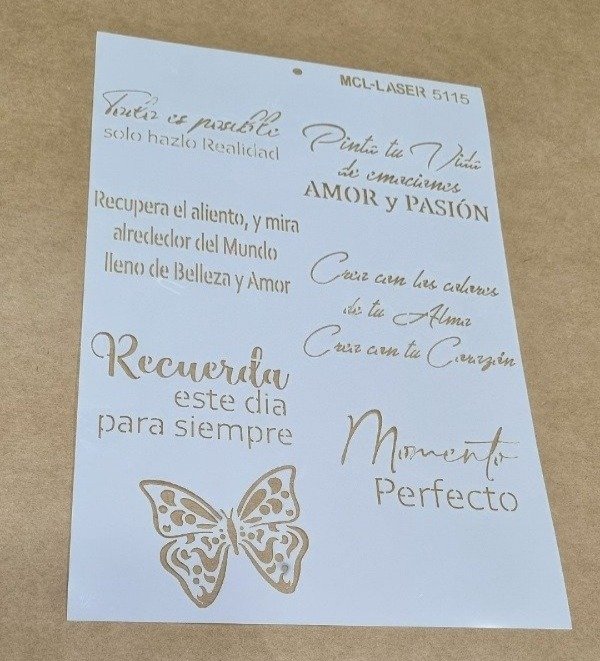 MCL-LASER 5115
Todo es posible
solo hazlo Realidad
Pinta tu Vida
de emociones
AMOR y PASIÓN
Recupera el aliento, y mira
alrededor del Mundo
lleno de Belleza y Amor
Crea con los colores
de tu Alma
Crea con tu Corazón
Recuerda
este dia
para siempre
Momento
Perfecto